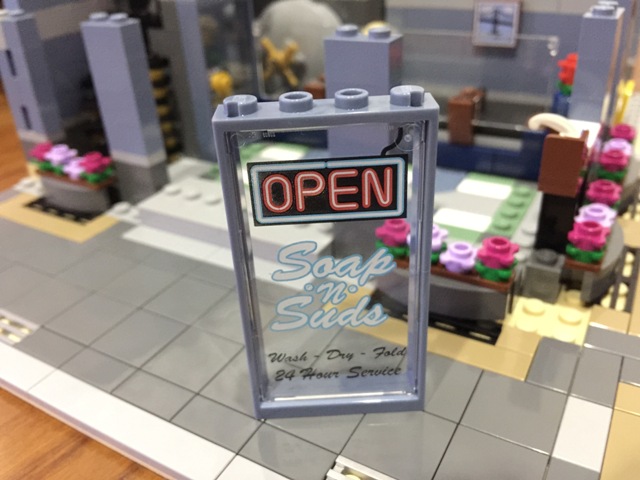 OPEN
Soap
'N'
Suds
Wash - Dry - Fold
24 Hour Service